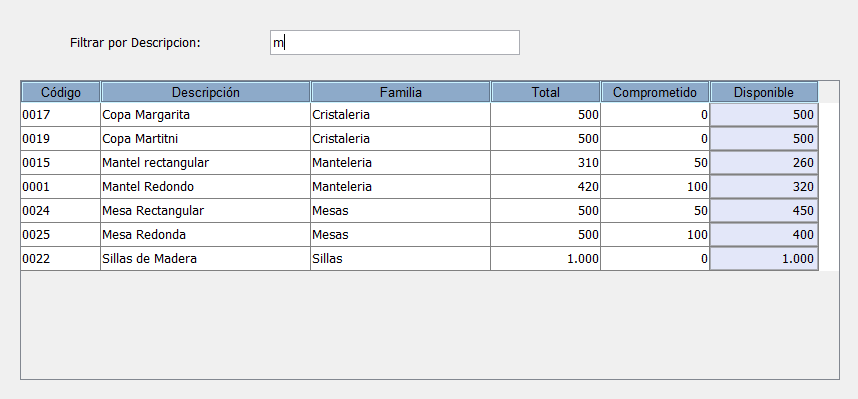 Filtrar por Descripcion: m
Código Descripción Familia Total Comprometido Disponible
0017 Copa Margarita Cristaleria 500 0 500
0019 Copa Martitni Cristaleria 500 0 500
0015 Mantel rectangular Manteleria 310 50 260
0001 Mantel Redondo Manteleria 420 100 320
0024 Mesa Rectangular Mesas 500 50 450
0025 Mesa Redonda Mesas 500 100 400
0022 Sillas de Madera Sillas 1.000 0 1.000